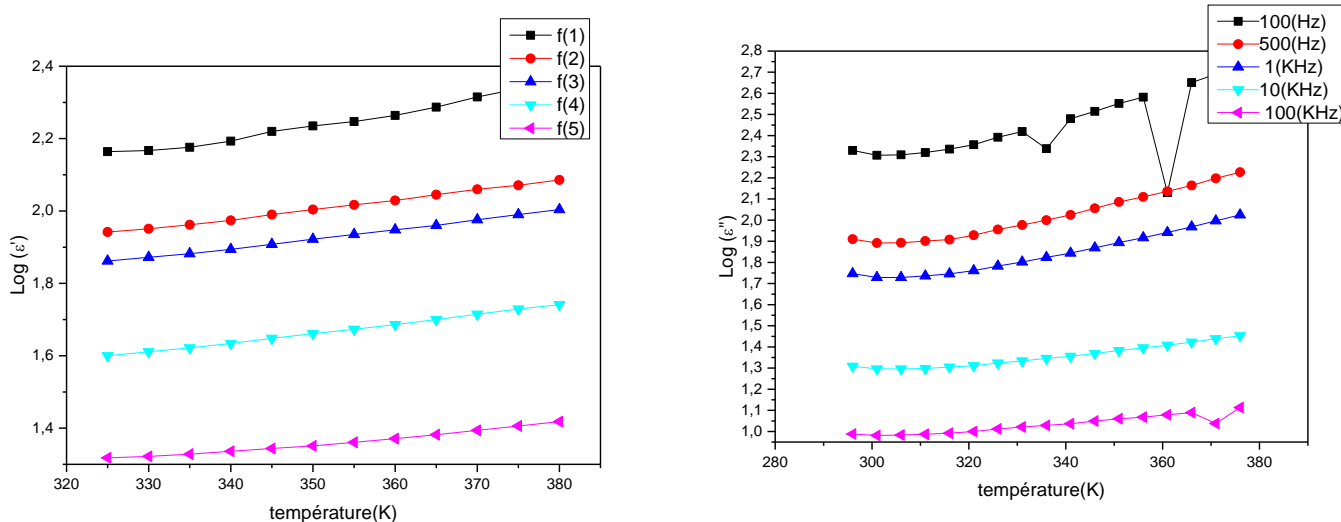 f(1)
f(2)
f(3)
f(4)
f(5)
2,4
2,2
2,0
1,8
1,6
1,4
Log (ε')
320 330 340 350 360 370 380
température(K)
100(Hz)
500(Hz)
1(KHz)
10(KHz)
100(KHz)
2,8
2,7
2,6
2,5
2,4
2,3
2,2
2,1
2,0
1,9
1,8
1,7
1,6
1,5
1,4
1,3
1,2
1,1
1,0
Log (ε'')
280 300 320 340 360 380
température(K)